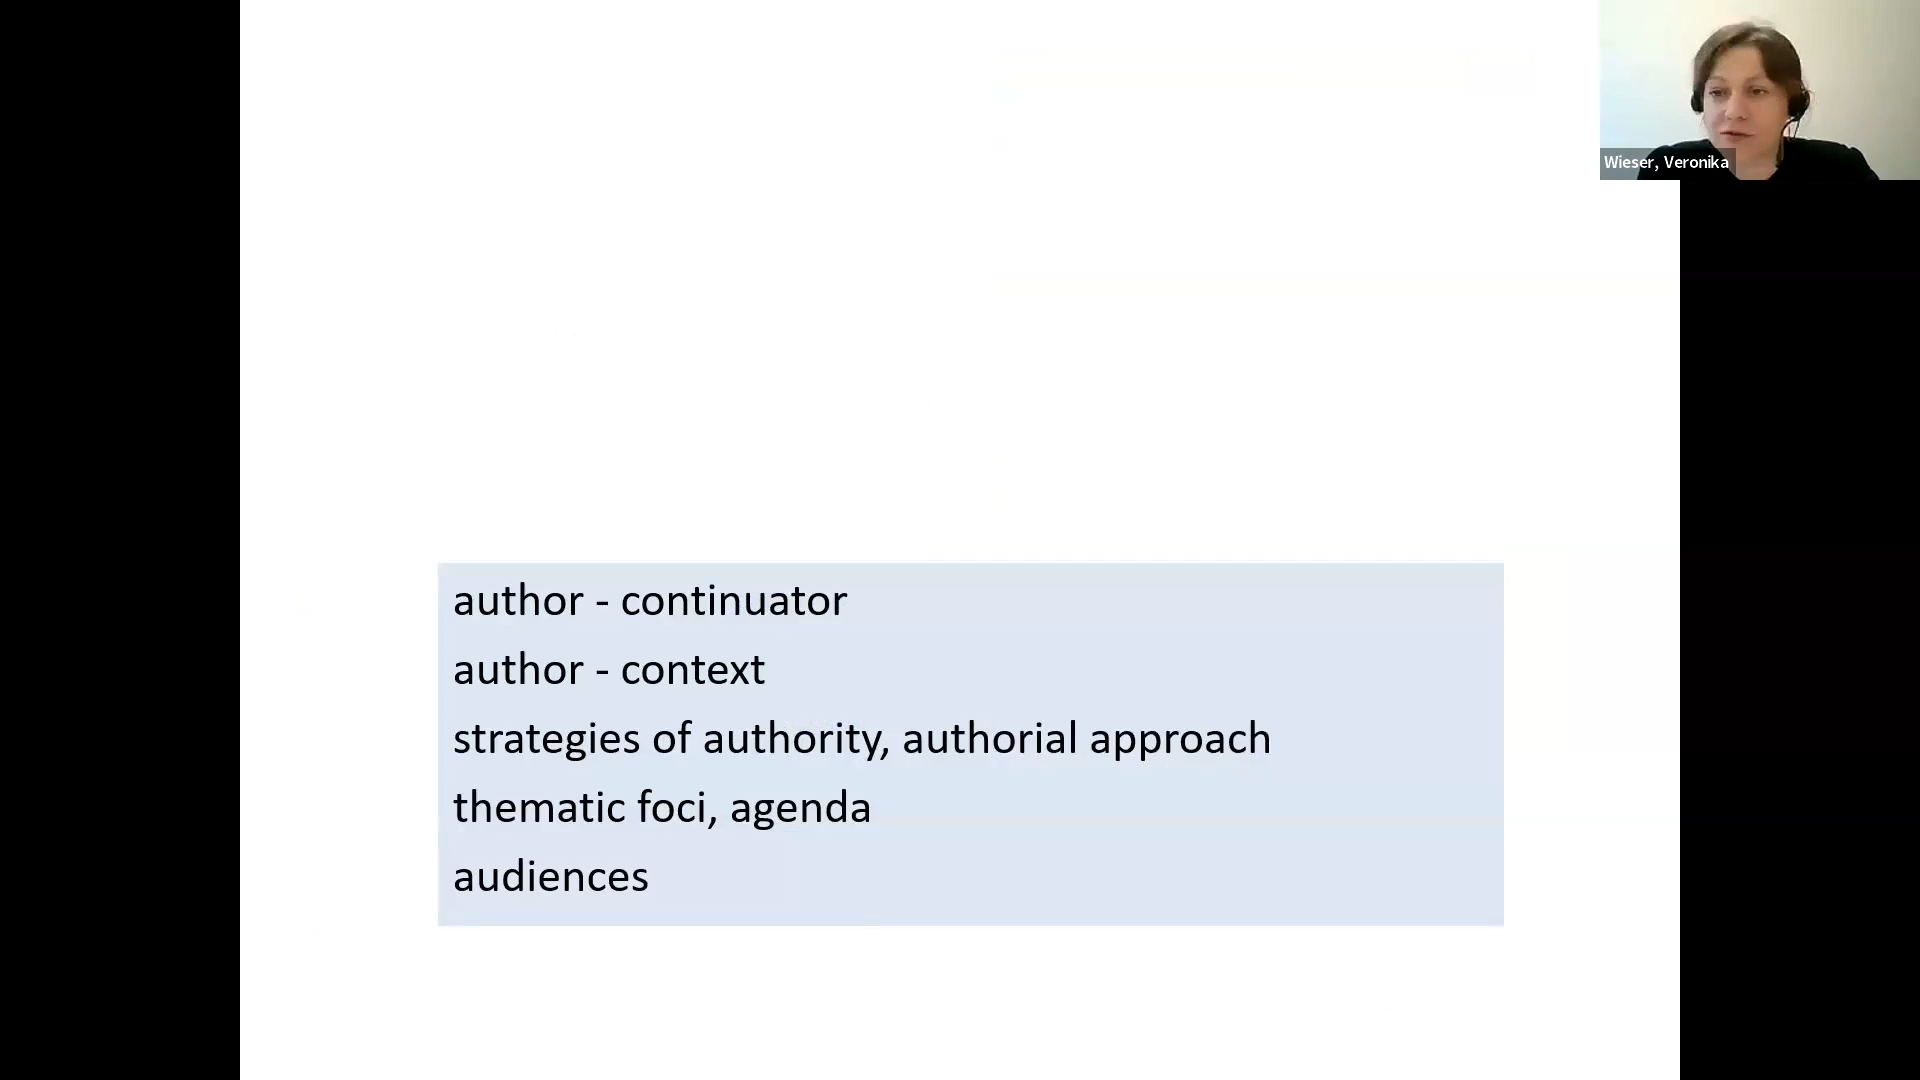 Wieser, Veronika
author - continuator
author - context
strategies of authority, authorial approach
thematic foci, agenda
audiences